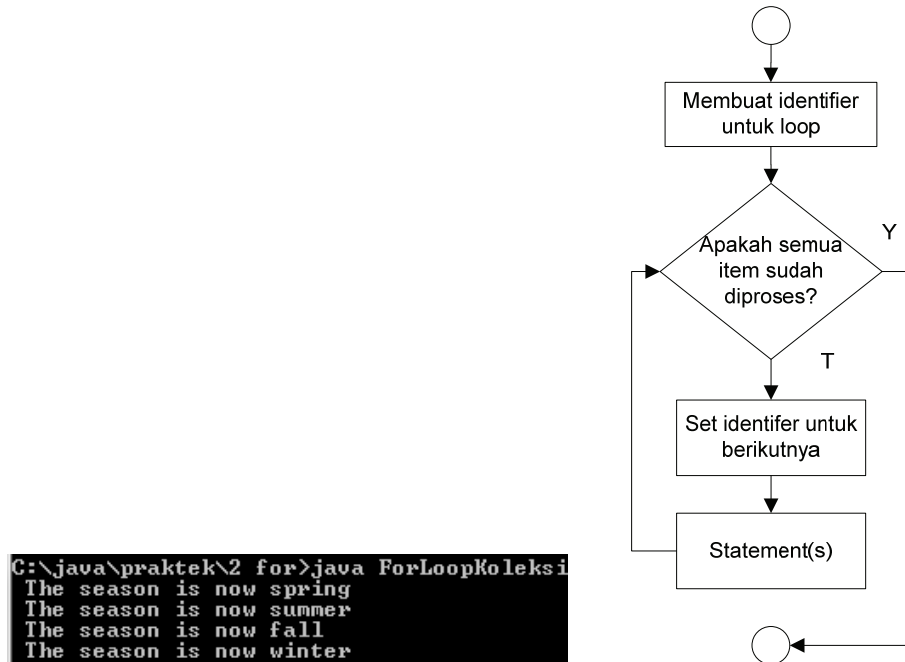 Membuat identifier
untuk loop
Apakah semua
item sudah
diproses?
Y
T
Set identifer untuk
berikutnya
Statement(s)
C:\java\praktek\2 for>java ForLoopKoleksi
The season is now spring
The season is now summer
The season is now fall
The season is now winter